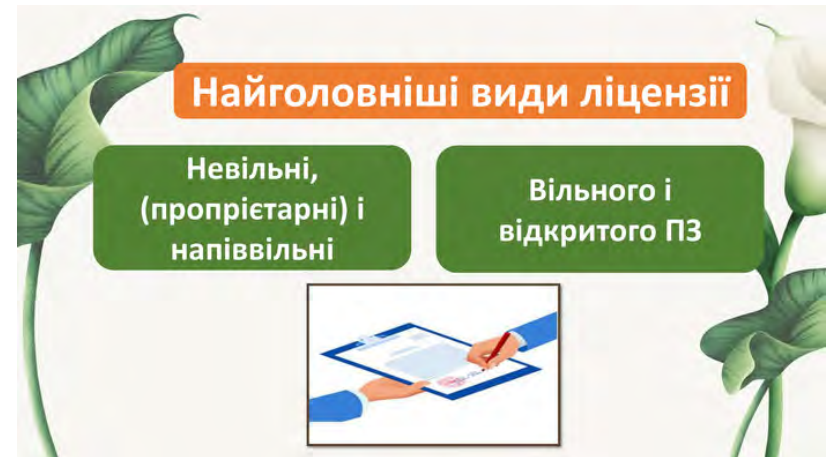 Найголовніші види ліцензії
Невільні,
(пропрієтарні) і
напіввільні
Вільного і
відкритого ПЗ